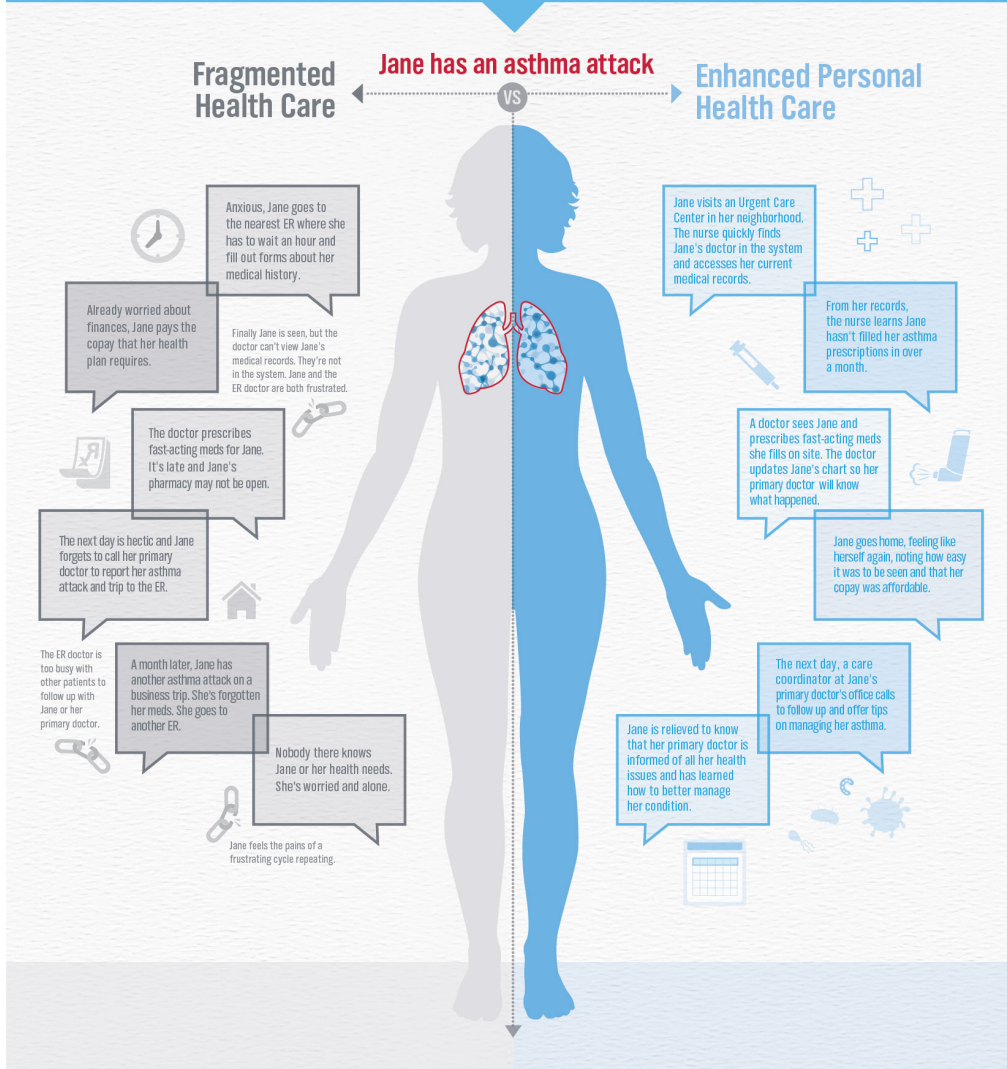 Jane has an asthma attack
Fragmented
Health Care
VS
Enhanced Personal
Health Care
Anxious, Jane goes to
the nearest ER where she
has to wait an hour and
fill out forms about her
medical history.
Already worried about
finances, Jane pays the
copay that her health
plan requires.
Finally Jane is seen, but the
doctor can't view Jane's
medical records. They're not
in the system. Jane and the
ER doctor are both frustrated.
The doctor prescribes
fast-acting meds for Jane.
It's late and Jane's
pharmacy may not be open.
The next day is hectic and Jane
forgets to call her primary
doctor to report her asthma
attack and trip to the ER.
The ER doctor is
too busy with
other patients to
follow up with
Jane or her
primary doctor.
A month later, Jane has
another asthma attack on a
business trip. She's forgotten
her meds. She goes to
another ER.
Nobody there knows
Jane or her health needs.
She's worried and alone.
Jane feels the pains of a
frustrating cycle repeating.
Jane visits an Urgent Care
Center in her neighborhood.
The nurse quickly finds
Jane's doctor in the system
and accesses her current
medical records.
From her records,
the nurse learns Jane
hasn't filled her asthma
prescriptions in over
a month.
A doctor sees Jane and
prescribes fast-acting meds
she fills on site. The doctor
updates Jane's chart so her
primary doctor will know
what happened.
Jane goes home, feeling like
herself again, noting how easy
it was to be seen and that her
copay was affordable.
The next day, a care
coordinator at Jane's
primary doctor's office calls
to follow up and offer tips
on managing her asthma.
Jane is relieved to know
that her primary doctor is
informed of all her health
issues and has learned
how to better manage
her condition.